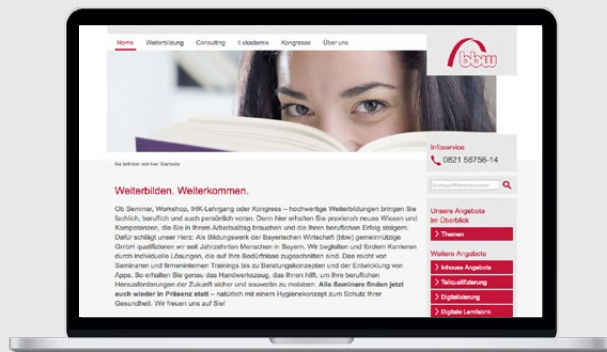 Home Weiterbildung Consulting akademie Kongresse Über uns
bbw
Infoservice
0821 56756-14
Sie befinden sich hier: Startseite
Weiterbilden. Weiterkommen.
Ob Seminar, Workshop, IHK-Lehrgang oder Kongress – hochwertige Weiterbildungen bringen Sie
fachlich, beruflich und auch persönlich voran. Denn hier erhalten Sie praxisnah neues Wissen und
Kompetenzen, die Sie in Ihrem Arbeitsalltag brauchen und die Ihren beruflichen Erfolg steigern.
Dafür schlägt unser Herz: Als Bildungswerk der Bayerischen Wirtschaft (bbw) gemeinnützige
GmbH qualifizieren wir seit Jahrzehnten Menschen in Bayern. Wir begleiten und fördern Karrieren
durch individuelle Lösungen, die auf Ihre Bedürfnisse zugeschnitten sind. Das reicht von
Seminaren und firmeninternen Trainings bis zu Beratungskonzepten und der Entwicklung von
Apps. So erhalten Sie genau das Handwerkszeug, das Ihnen hilft, um Ihre beruflichen
Herausforderungen der Zukunft sicher und souverän zu meistern. Alle Seminare finden jetzt
auch wieder in Präsenz statt – natürlich mit einem Hygienekonzept zum Schutz Ihrer
Gesundheit. Wir freuen uns auf Sie!
Unsere Angebote
im Überblick
Themen
Weitere Angebote
Inhouse Angebote
Teilqualifizierung
Digitalisierung
Digitale Lernfabrik